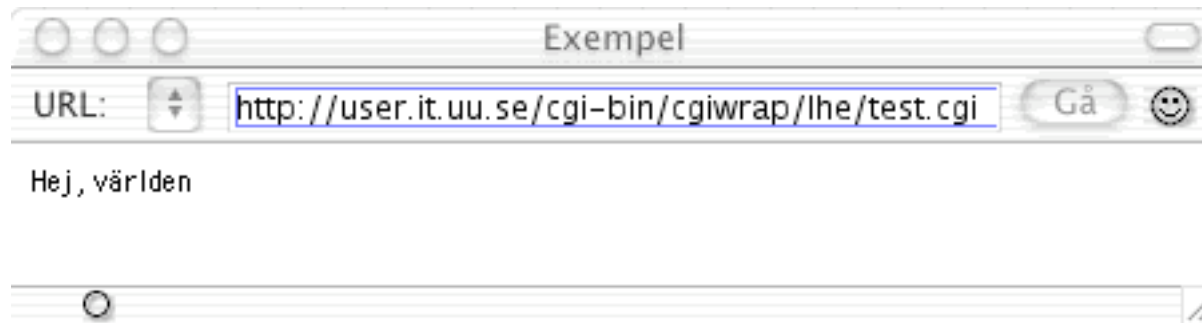 Exempel
URL: http://user.it.uu.se/cgi-bin/cgiwrap/lhe/test.cgi Gå
Hej, världen